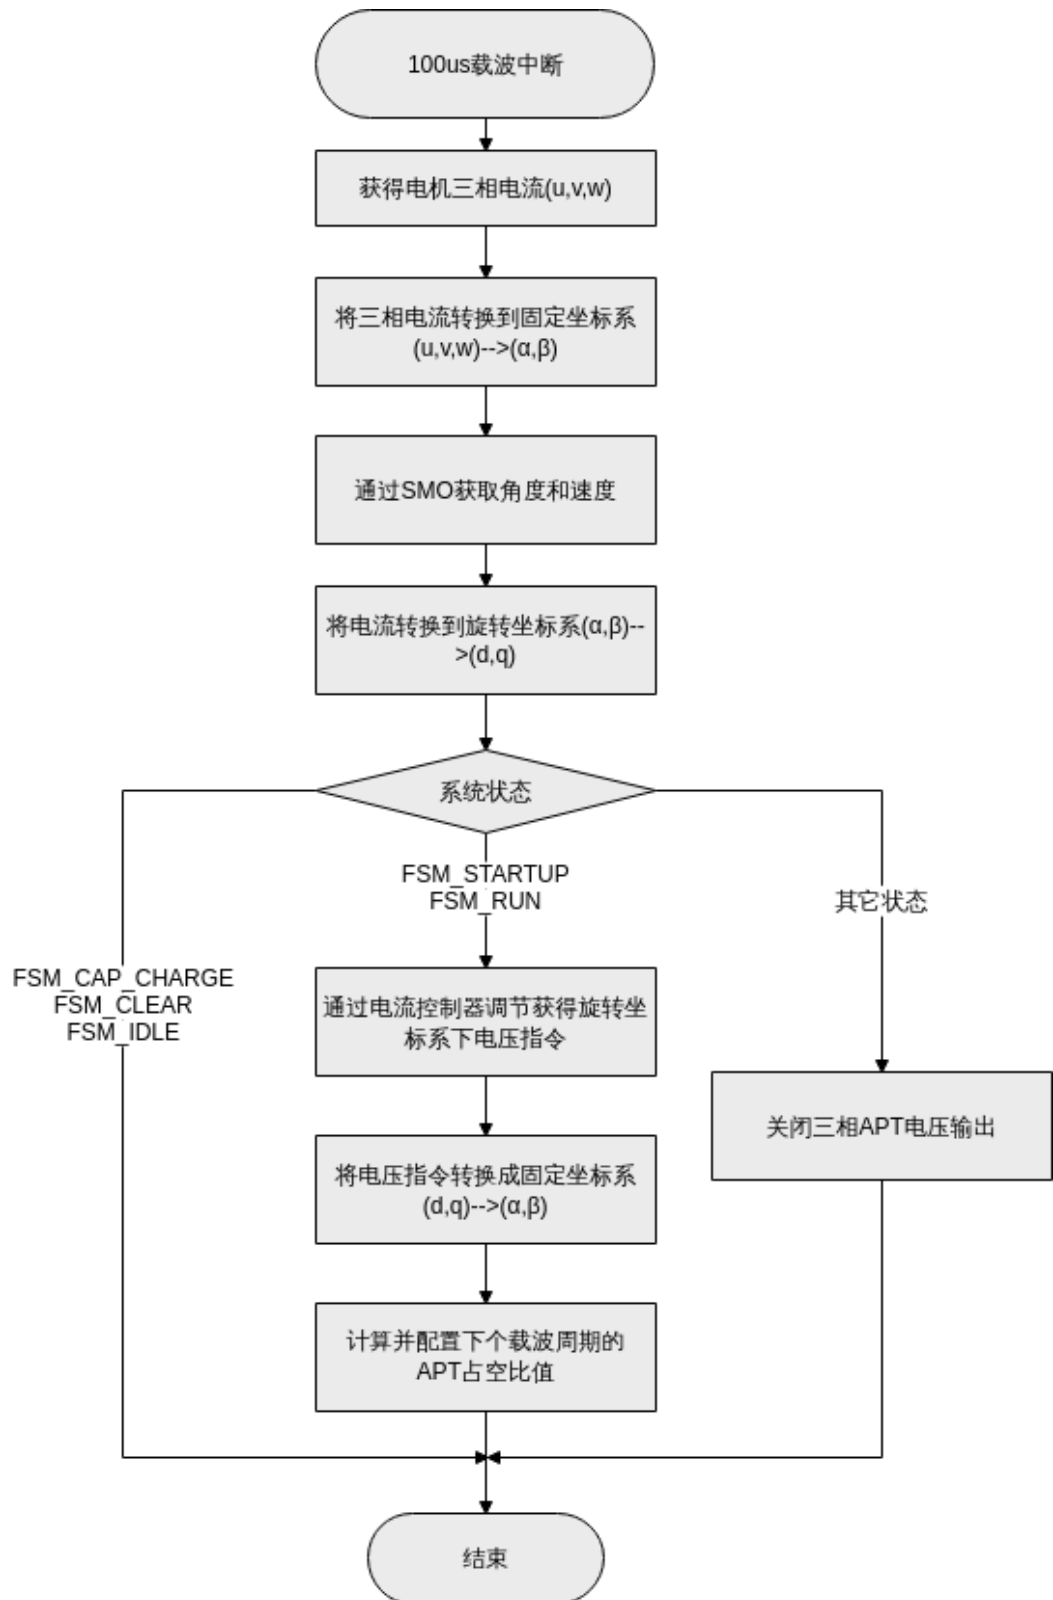 100us载波中断
获得电机三相电流(u,v,w)
将三相电流转换到固定坐标系
(u,v,w)-->(α,β)
通过SMO获取角度和速度
将电流转换到旋转坐标系(α,β)--
>(d,q)
系统状态
FSM_STARTUP
FSM_RUN
其它状态
FSM_CAP_CHARGE
FSM_CLEAR
FSM_IDLE
通过电流控制器调节获得旋转坐
标系下电压指令
关闭三相APT电压输出
将电压指令转换成固定坐标系
(d,q)-->(α,β)
计算并配置下个载波周期的
APT占空比值
结束